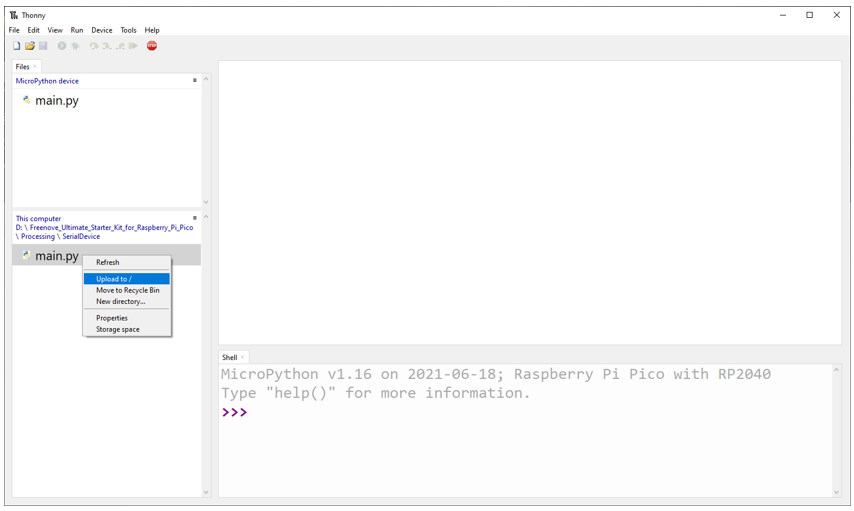 Thonny
File Edit View Run Device Tools Help
STOP
Files
MicroPython device
main.py
This computer
D: \ Freenove_Ultimate_Starter_Kit_for_Raspberry_Pi_Pico
\ Processing \ SerialDevice
main.py
Refresh
Upload to /
Move to Recycle Bin
New directory...
Properties
Storage space
Shell
MicroPython v1.16 on 2021-06-18; Raspberry Pi Pico with RP2040
Type "help()" for more information.
>>>